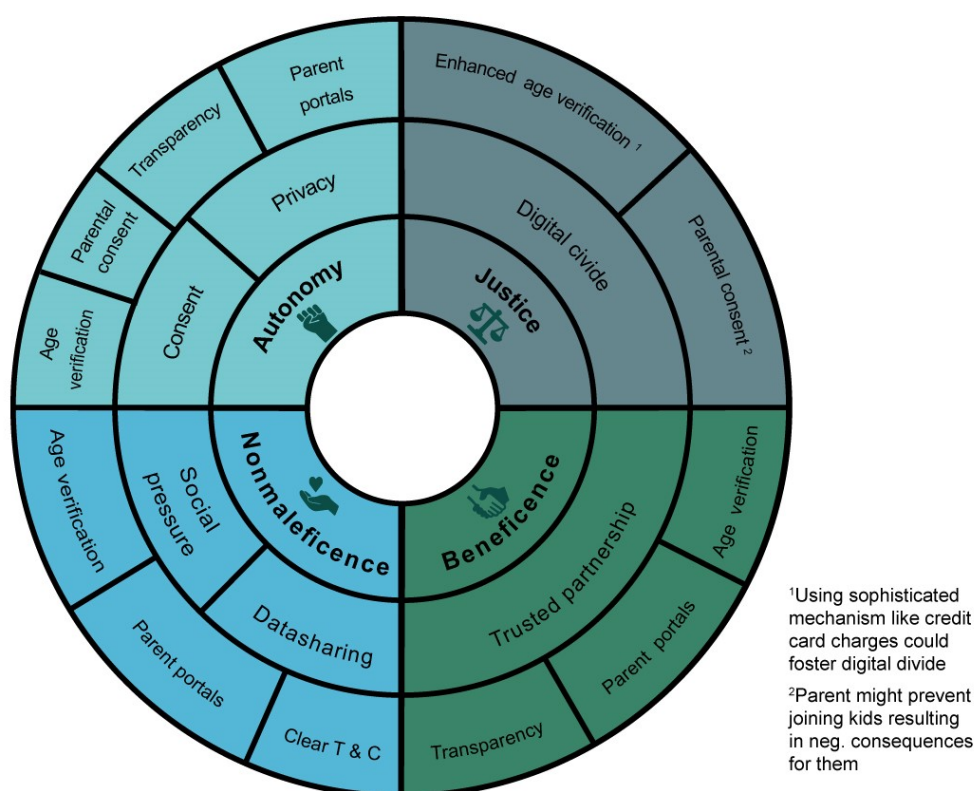 Parent
portals
Transparency
Parental
consent
Age
verification
Privacy
Consent
Autonomy
Enhanced age verification ¹
Parental consent ²
Digital civide
Justice
Nonmaleficence
Social
pressure
Datasharing
Age verification
Parent portals
Clear T & C
Beneficence
Trusted partnership
Age verification
Parent portals
Transparency
¹Using sophisticated
mechanism like credit
card charges could
foster digital divide
²Parent might prevent
joining kids resulting
in neg. consequences
for them